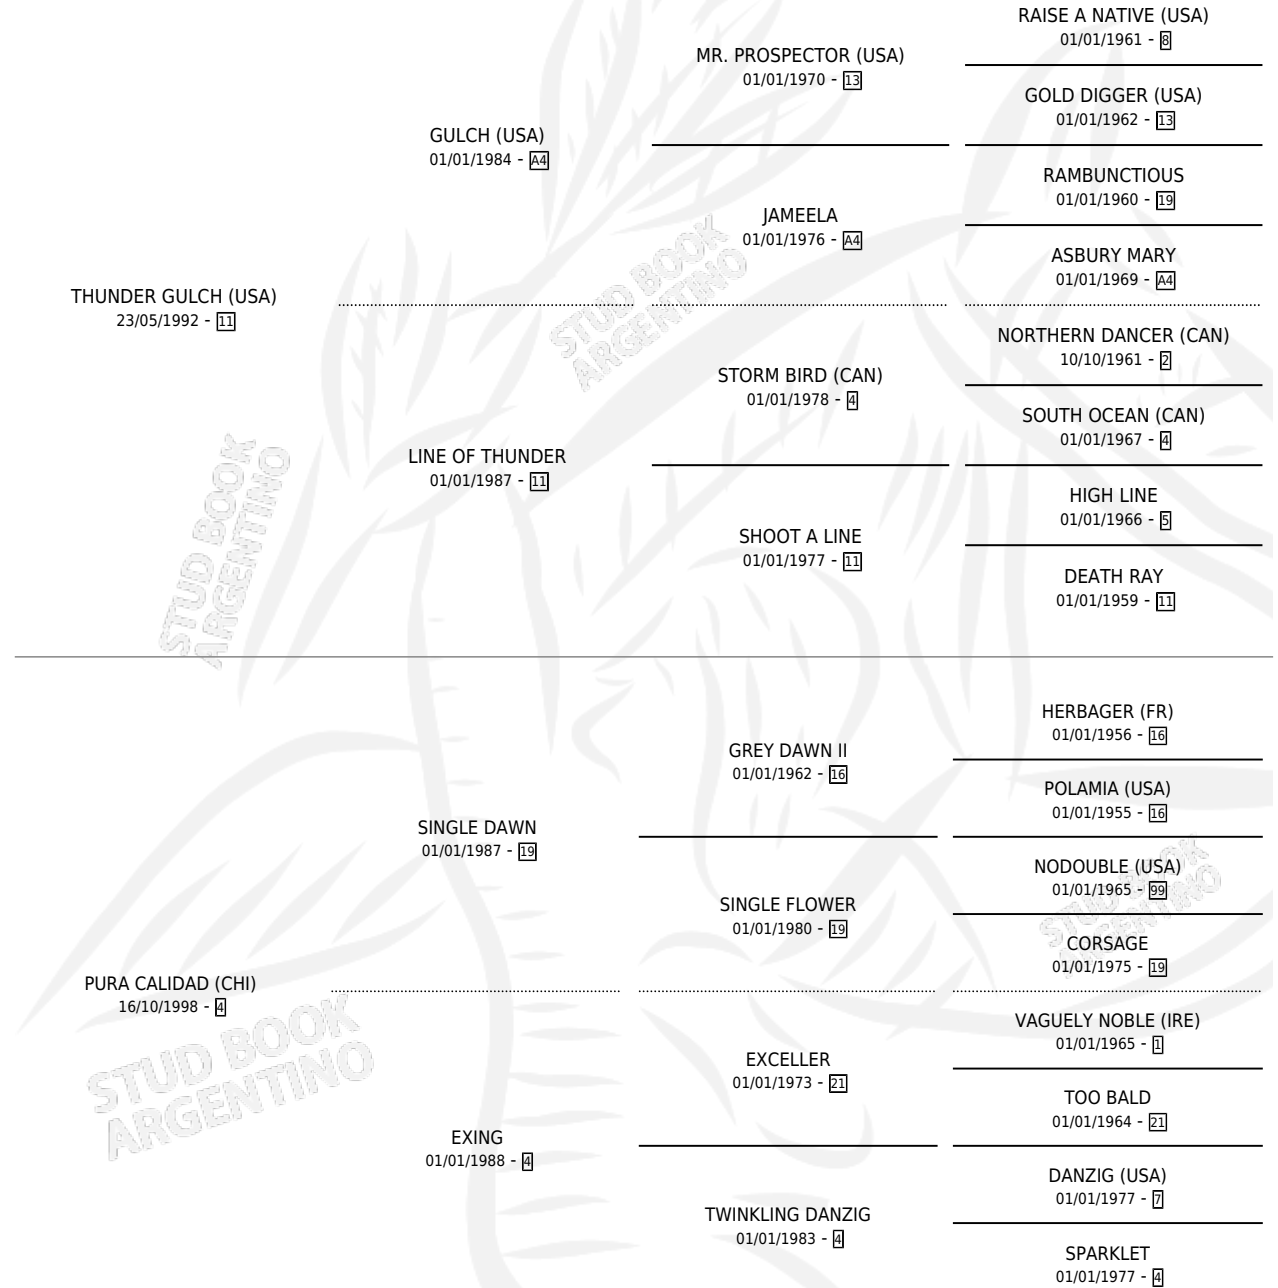 RAISE A NATIVE (USA)
01/01/1961 - 8
MR. PROSPECTOR (USA)
01/01/1970 - 13
GOLD DIGGER (USA)
01/01/1962 - 13
GULCH (USA)
01/01/1984 - A4
RAMBUNCTIOUS
01/01/1960 - 19
JAMEELA
01/01/1976 - A4
ASBURY MARY
01/01/1969 - A4
THUNDER GULCH (USA)
23/05/1992 - 11
STUD BOOK
ARGENTINO
NORTHERN DANCER (CAN)
10/10/1961 - 2
STORM BIRD (CAN)
01/01/1978 - 4
SOUTH OCEAN (CAN)
01/01/1967 - 4
LINE OF THUNDER
01/01/1987 - 11
HIGH LINE
01/01/1966 - 5
SHOOT A LINE
01/01/1977 - 11
DEATH RAY
01/01/1959 - 11
STUD BOOK
ARGENTINO
HERBAGER (FR)
01/01/1956 - 16
GREY DAWN II
01/01/1962 - 16
POLAMIA (USA)
01/01/1955 - 16
SINGLE DAWN
01/01/1987 - 19
NODOUBLE (USA)
01/01/1965 - 99
SINGLE FLOWER
01/01/1980 - 19
STUD BOOK
ARGENTINO
CORSAGE
01/01/1975 - 19
PURA CALIDAD (CHI)
16/10/1998 - 4
VAGUELY NOBLE (IRE)
01/01/1965 - 1
EXCELLER
01/01/1973 - 21
STUD BOOK
ARGENTINO
TOO BALD
01/01/1964 - 21
EXING
01/01/1988 - 4
DANZIG (USA)
01/01/1977 - 7
TWINKLING DANZIG
01/01/1983 - 4
SPARKLET
01/01/1977 - 4